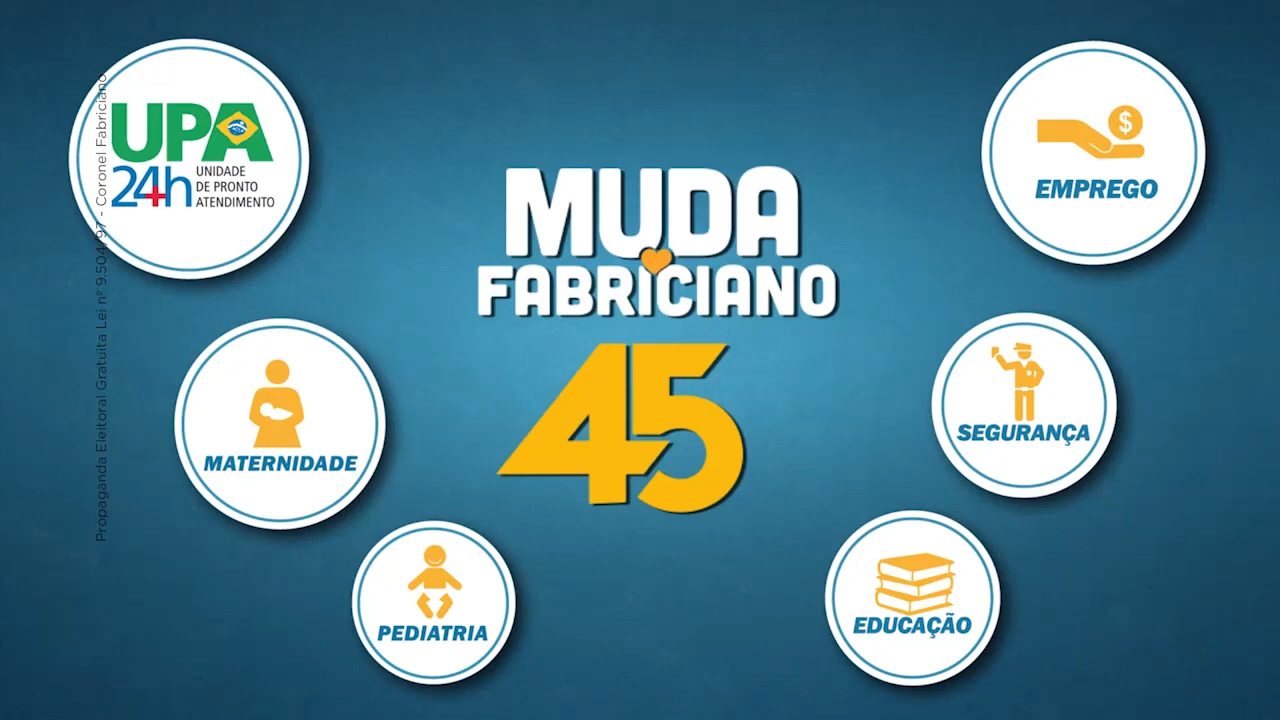 UPA
24h
UNIDADE
DE PRONTO
ATENDIMENTO
Propaganda Eleitoral Gratuita Lei nº 9.504/97 - Coronel Fabriciano
MATERNIDADE
PEDIATRIA
MUDA
FABRICIANO
45
$
EMPREGO
SEGURANÇA
EDUCAÇÃO